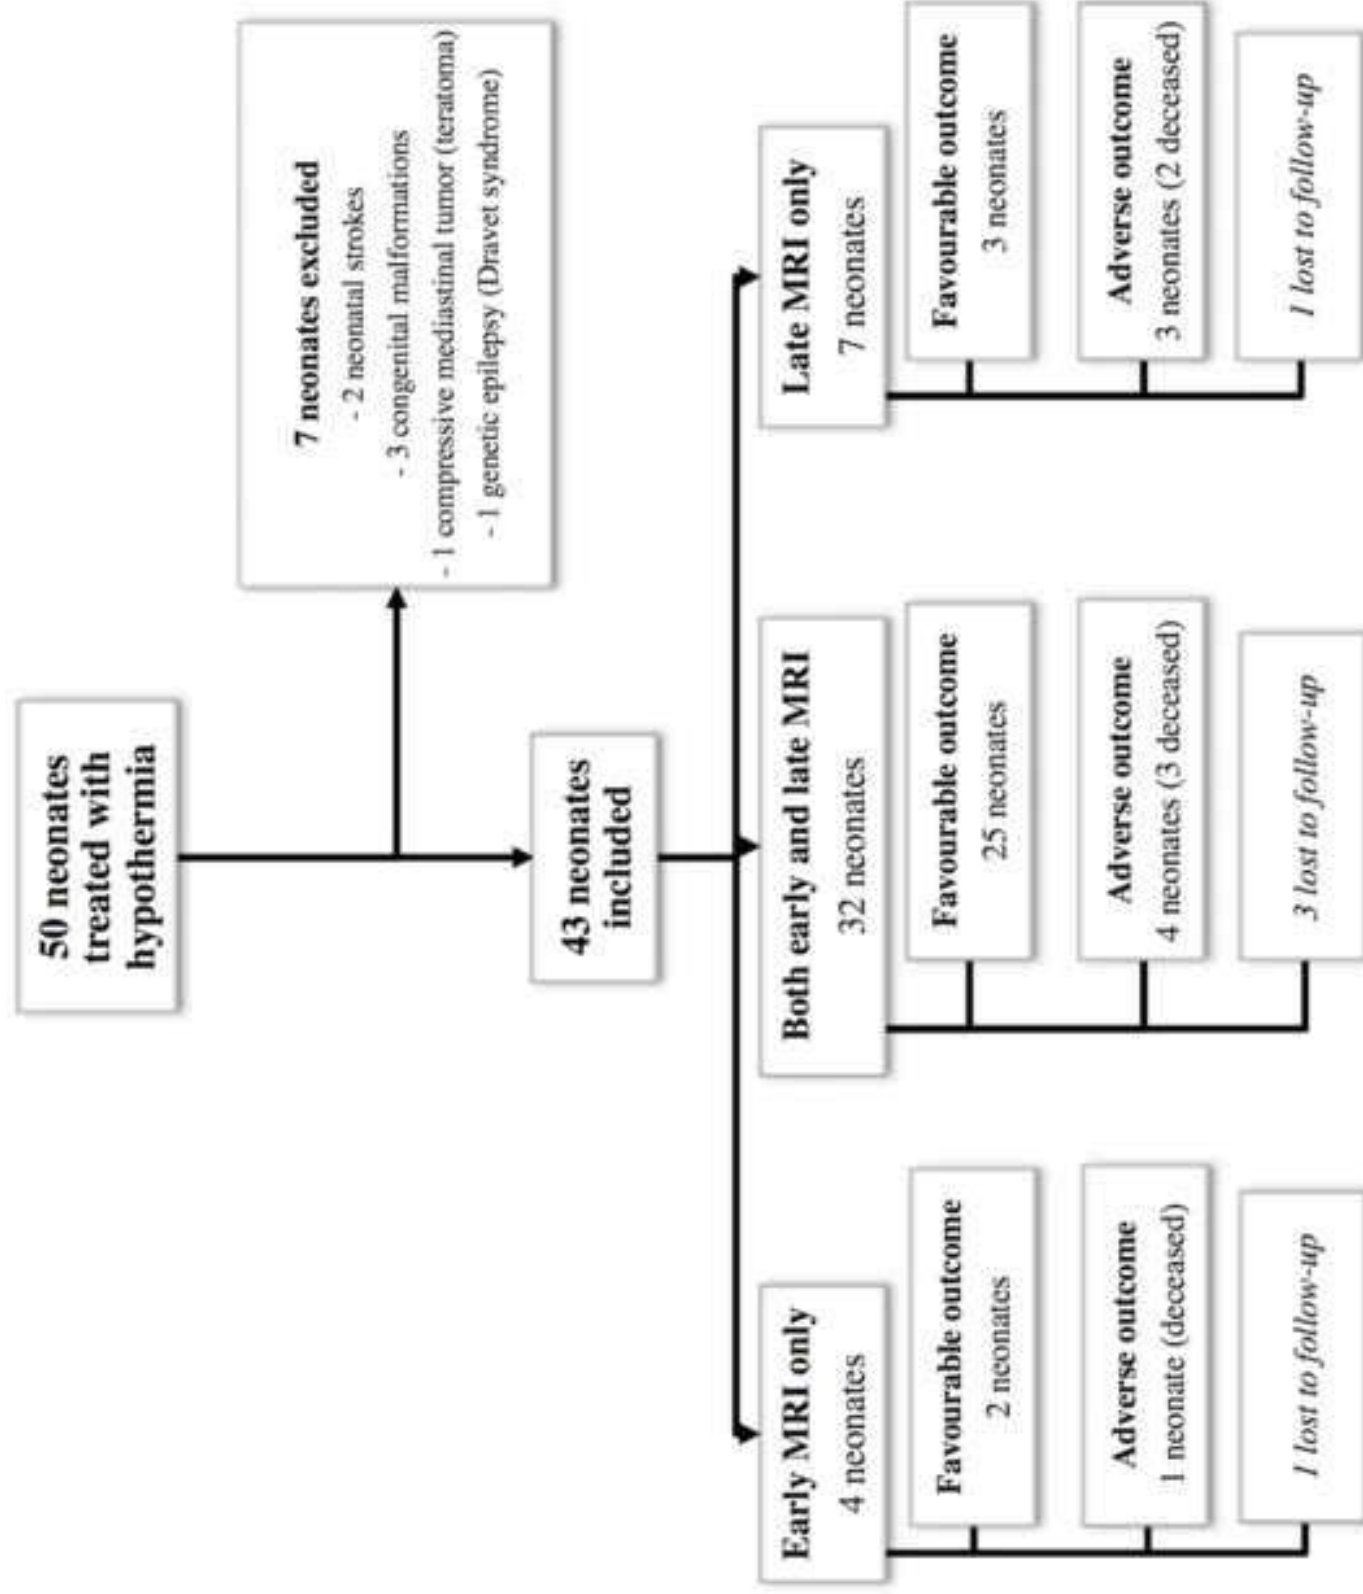 50 neonates
treated with
hypothermia
7 neonates excluded
- 2 neonatal strokes
- 3 congenital malformations
- 1 compressive mediastinal tumor (teratoma)
- 1 genetic epilepsy (Dravet syndrome)
43 neonates
included
Early MRI only
4 neonates
Favourable outcome
2 neonates
Adverse outcome
1 neonate (deceased)
1 lost to follow-up
Both early and late MRI
32 neonates
Favourable outcome
25 neonates
Adverse outcome
4 neonates (3 deceased)
3 lost to follow-up
Late MRI only
7 neonates
Favourable outcome
3 neonates
Adverse outcome
3 neonates (2 deceased)
1 lost to follow-up